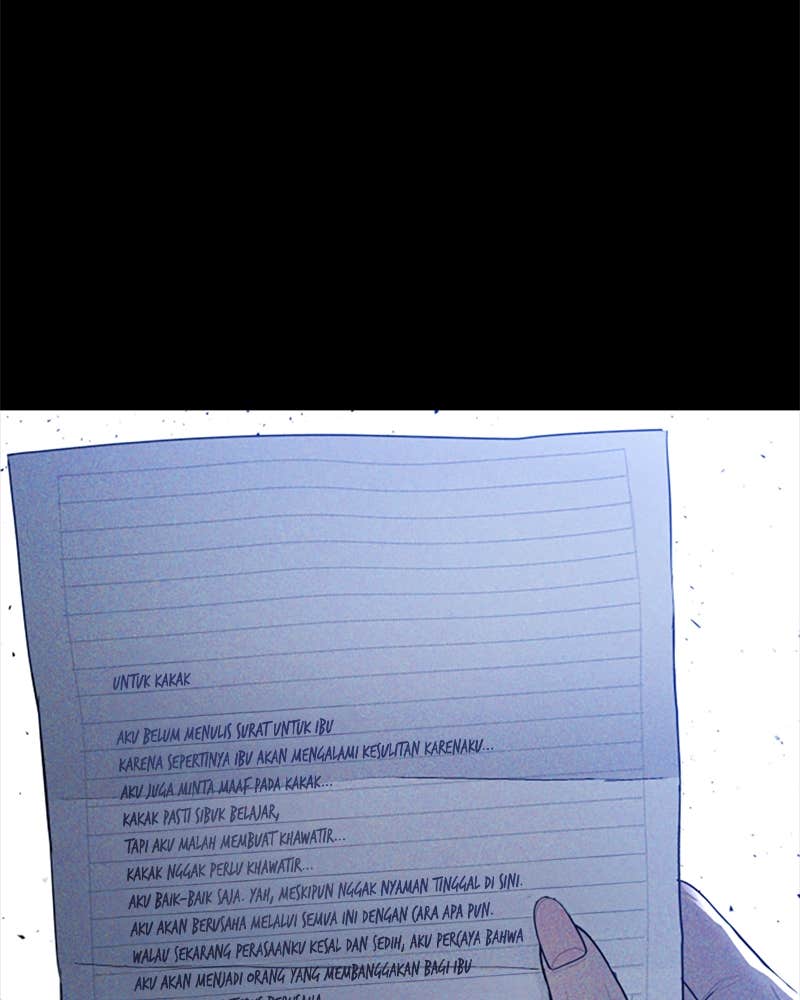 UNTUK KAKAK
AKU BELUM MENULIS SURAT UNTUK IBU
KARENA SEPERTINYA IBU AKAN MENGALAMI KESULITAN KARENAKU...
AKU JUGA MINTA MAAF PADA KAKAK...
KAKAK PASTI SIBUK BELAJAR,
TAPI AKU MALAH MEMBUAT KHAWATIR...
KAKAK NGGAK PERLU KHAWATIR...
AKU BAIK-BAIK SAJA. YAH, MESKIPUN NGGAK NYAMAN TINGGAL DI SINI.
AKU AKAN BERUSAHA MELALUI SEMUA INI DENGAN CARA APA PUN.
WALAU SEKARANG PERASAANKU KESAL DAN SEDIH, AKU PERCAYA BAHWA
AKU AKAN MENJADI ORANG YANG MEMBANGGAKAN BAGI IBU